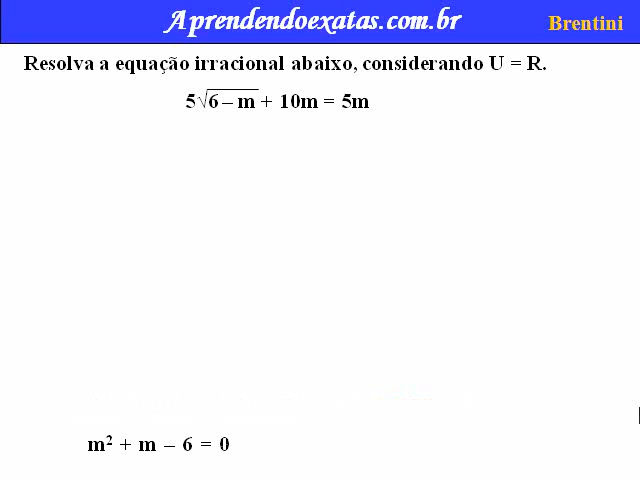 Aprendendoexatas.com.br
Brentini
Resolva a equação irracional abaixo, considerando U = R.
5√6 – m + 10m = 5m
m² + m – 6 = 0